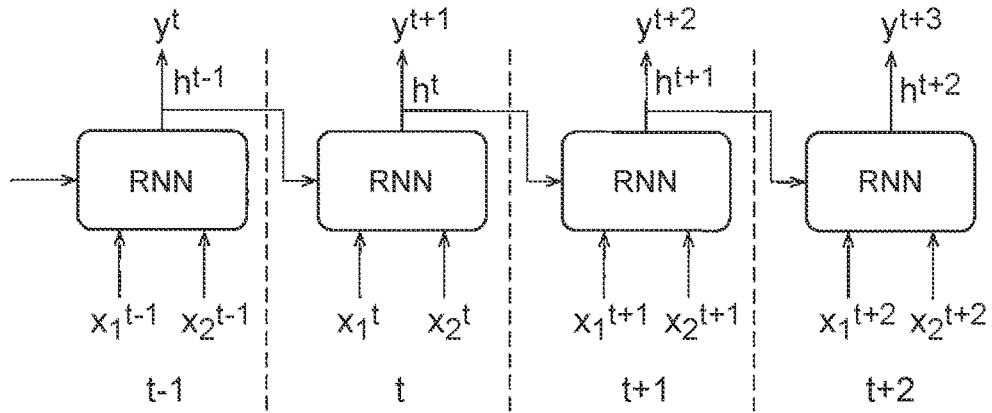 y^t y^t+1 y^t+2 y^t+3
h^t-1 h^t h^t+1 h^t+2
RNN RNN RNN RNN
x_1^t-1 x_2^t-1 x_1^t x_2^t x_1^t+1 x_2^t+1 x_1^t+2 x_2^t+2
t-1 t t+1 t+2